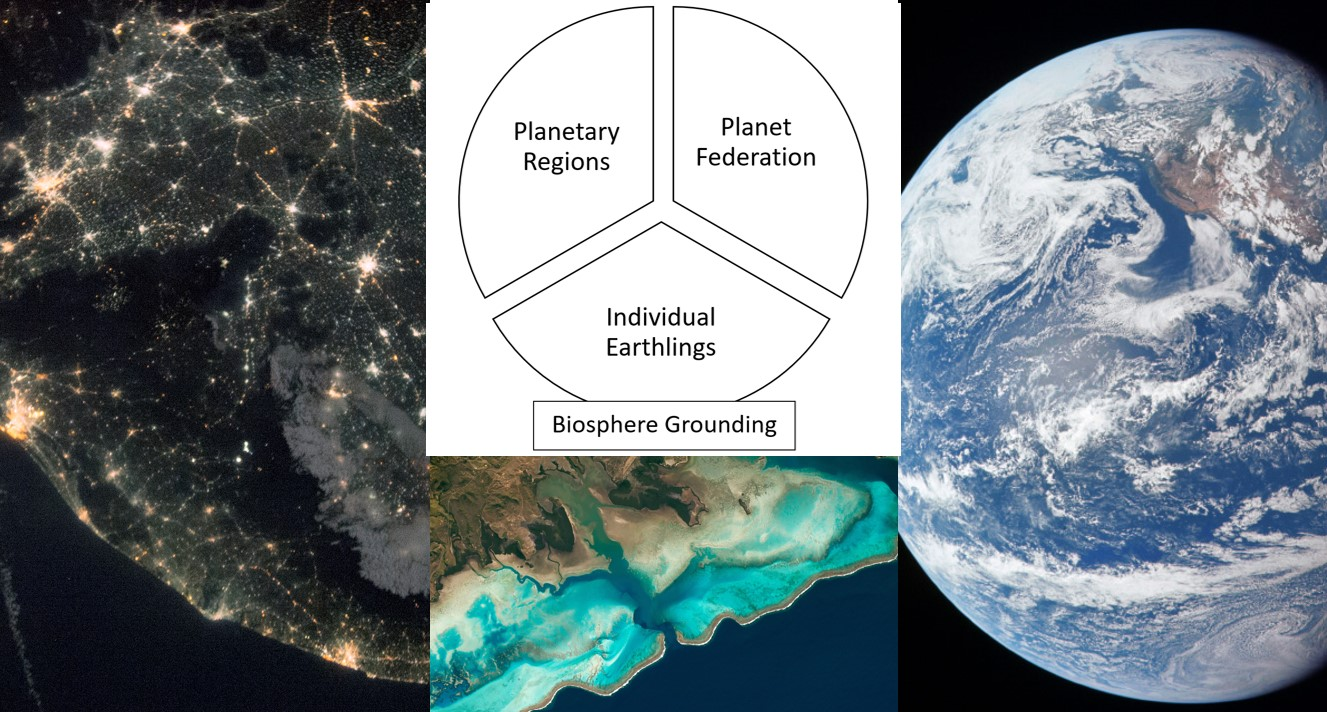 Planetary
Regions
Planet
Federation
Individual
Earthlings
Biosphere Grounding